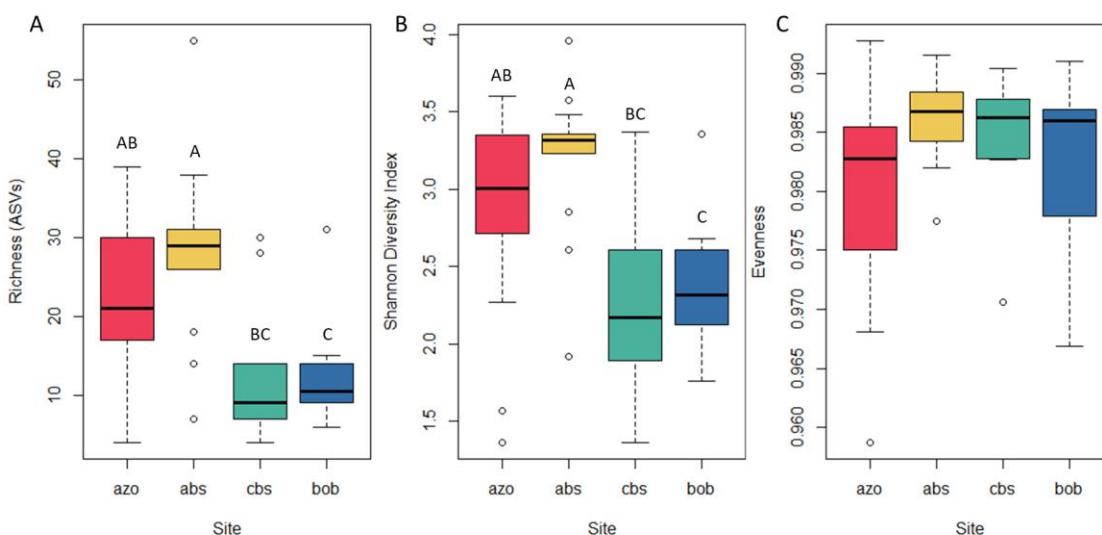 A
Richness (ASVs)
50
40
30
20
10
AB
A
BC
C
azo
abs
cbs
bob
Site
B
Shannon Diversity Index
4.0
3.5
3.0
2.5
2.0
1.5
AB
A
BC
C
azo
abs
cbs
bob
Site
C
Evenness
0.990
0.985
0.980
0.975
0.970
0.965
0.960
azo
abs
cbs
bob
Site